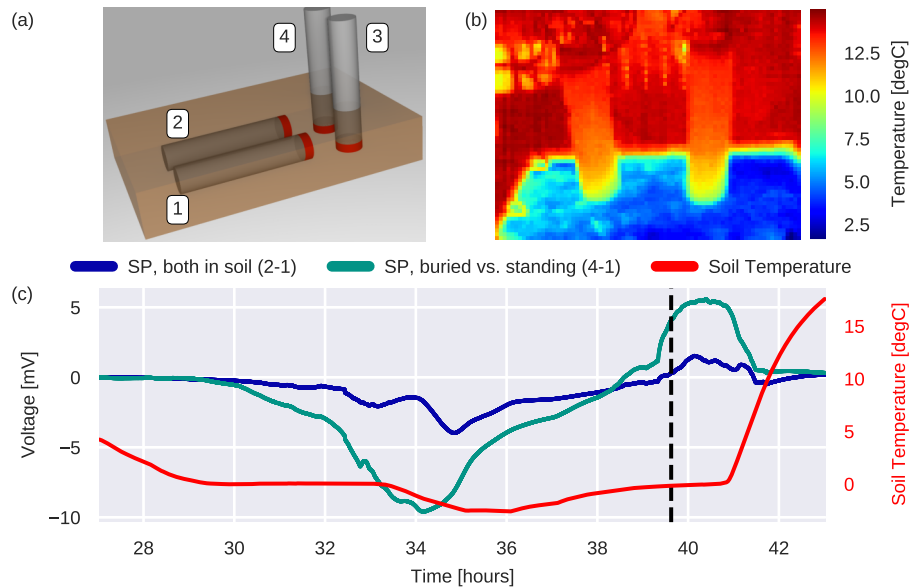 (a)
4
3
2
1
(b)
12.5
10.0
7.5
5.0
2.5
Temperature [degC]
SP, both in soil (2-1)
SP, buried vs. standing (4-1)
Soil Temperature
(c)
5
0
−5
−10
Voltage [mV]
15
10
5
0
Soil Temperature [degC]
28 30 32 34 36 38 40 42
Time [hours]